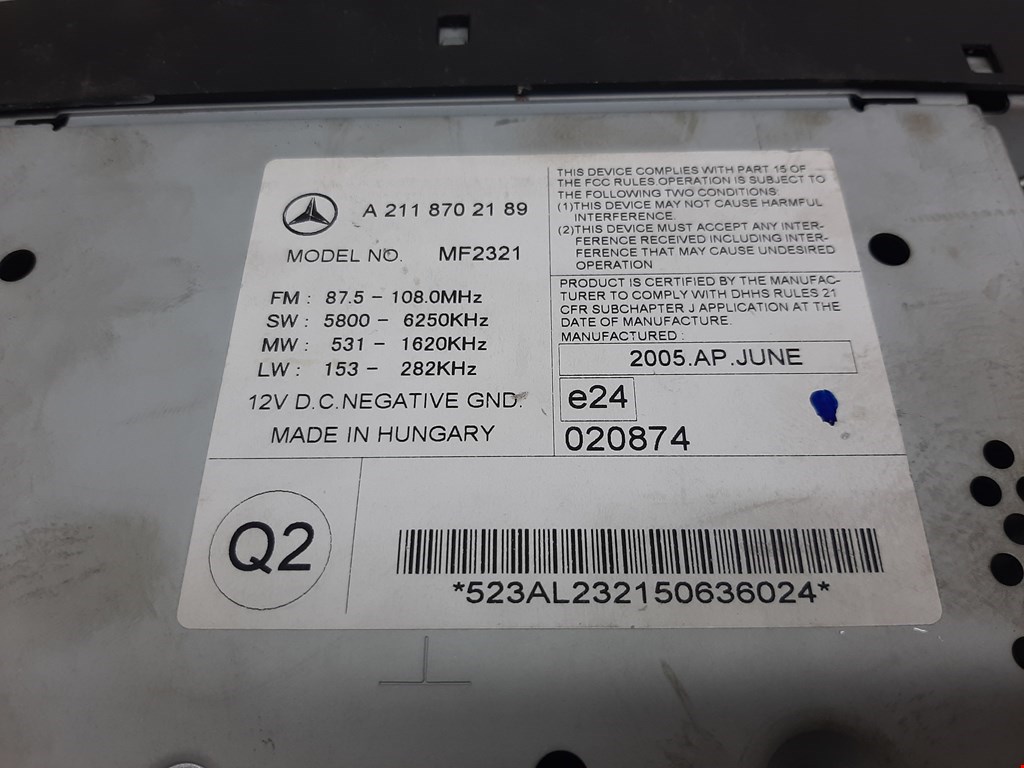 A 211 870 21 89
MODEL NO. MF2321
FM : 87.5 - 108.0MHz
SW : 5800 - 6250KHz
MW : 531 - 1620KHz
LW : 153 - 282KHz
12V D.C.NEGATIVE GND.
MADE IN HUNGARY
THIS DEVICE COMPLIES WITH PART 15 OF
THE FCC RULES OPERATION IS SUBJECT TO
THE FOLLOWING TWO CONDITIONS:
(1)THIS DEVICE MAY NOT CAUSE HARMFUL
INTERFERENCE.
(2)THIS DEVICE MUST ACCEPT ANY INTER-
FERENCE RECEIVED INCLUDING INTER-
FERENCE THAT MAY CAUSE UNDESIRED
OPERATION
PRODUCT IS CERTIFIED BY THE MANUFAC-
TURER TO COMPLY WITH DHHS RULES 21
CFR SUBCHAPTER J APPLICATION AT THE
DATE OF MANUFACTURE.
MANUFACTURED :
2005.AP.JUNE
e24
020874
Q2
*523AL232150636024*